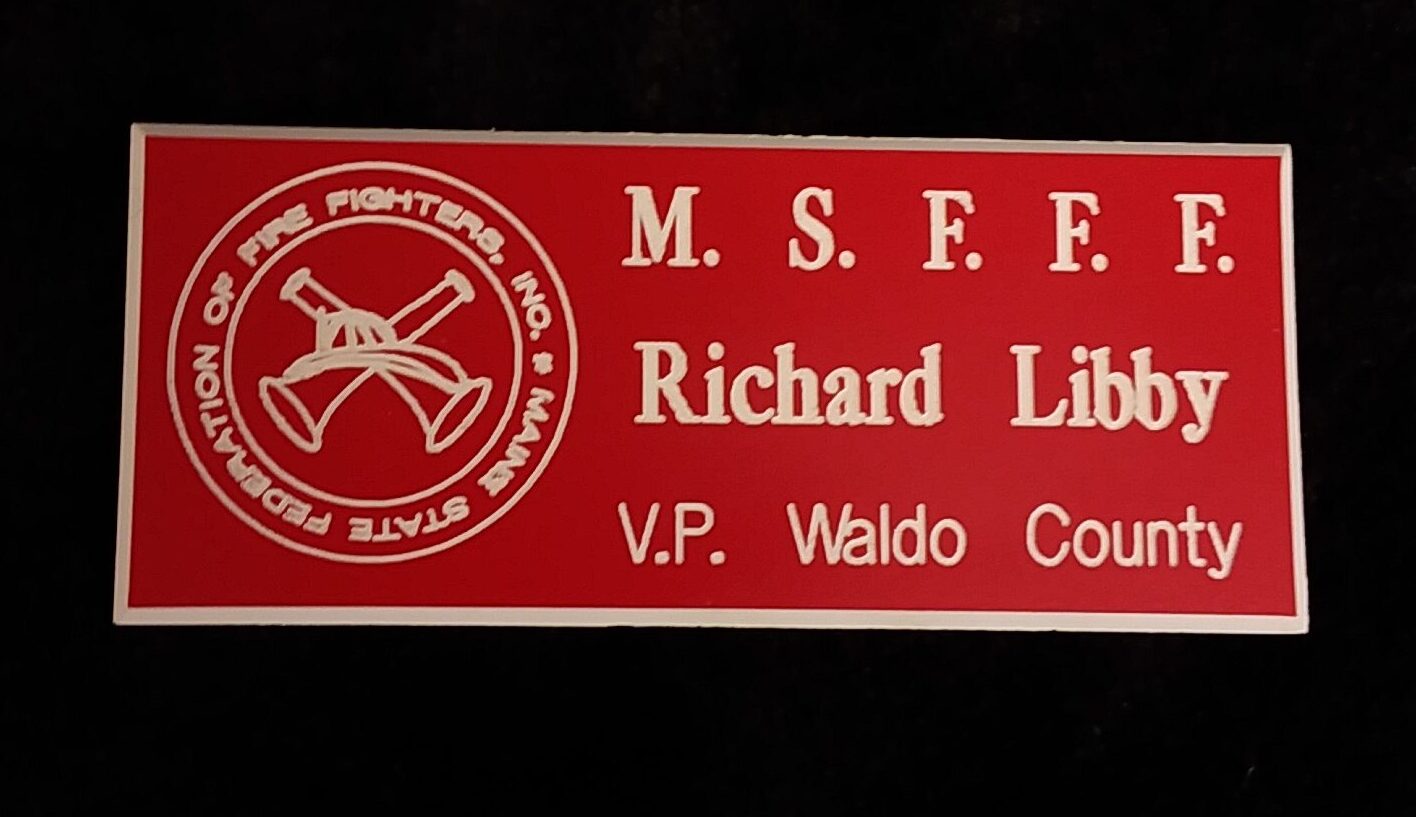 MAINE STATE FEDERATION OF FIRE FIGHTERS, INC. *
M. S. F. F. F.
Richard Libby
V.P. Waldo County